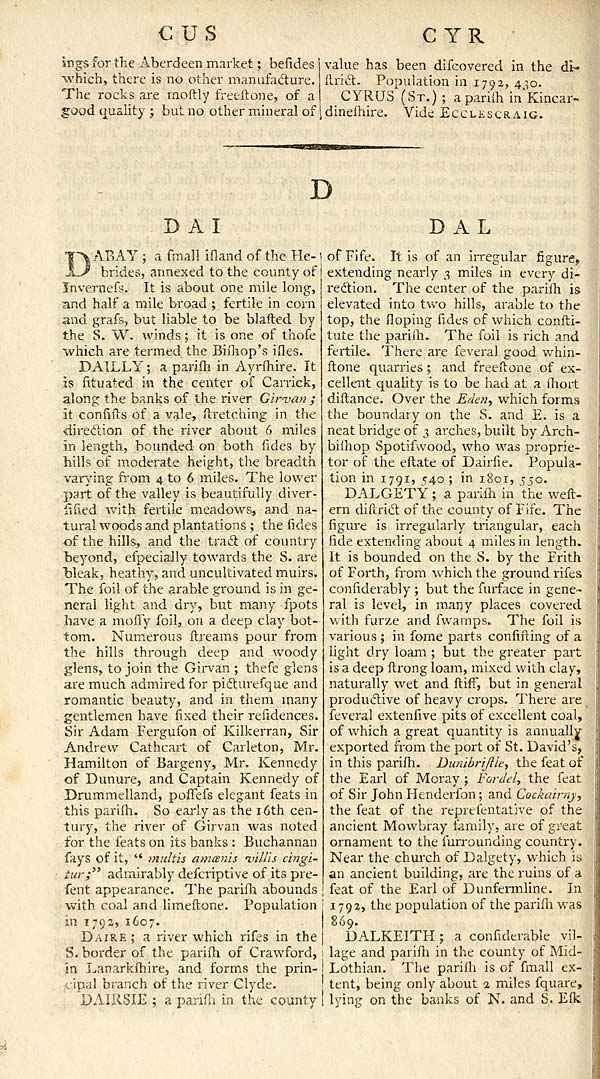 CUS
ingsfor the Aberdeen market ; beſides
which, there is no other manufacture.
The rocks are moſtly freeſtone, of a
good quality ; but no other mineral of
CYR
value has been diſcovered in the di-
ſtrict. Population in 1792, 430.
CYRUS (ST.) ; a pariſh in Kincar-
dineſhire. Vide ECCLESCRAIG.
D
DAI
DABAY ; a ſmall iſland of the He-
brides, annexed to the county of
Inverneſs. It is about one mile long,
and half a mile broad ; fertile in corn
and graſs, but liable to be blaſted by
the S. W. winds ; it is one of thoſe
which are termed the Biſhop's iſles.
DAILLY ; a pariſh in Ayrſhire. It
is ſituated in the center of Carrick,
along the banks of the river Girvan ;
it conſiſts of a vale, ſtretching in the
direction of the river about 6 miles
in length, bounded on both ſides by
hills of moderate height, the breadth
varying from 4 to 6 miles. The lower
part of the valley is beautifully diver-
ſified with fertile meadows, and na-
tural woods and plantations ; the ſides
of the hills, and the tract of country
beyond, eſpecially towards the S. are
bleak, heathy, and uncultivated muirs.
The ſoil of the arable ground is in ge-
neral light and dry, but many ſpots
have a moſſy ſoil, on a deep clay bot-
tom. Numerous ſtreams pour from
the hills through deep and woody
glens, to join the Girvan ; theſe glens
are much admired for pictureſque and
romantic beauty, and in them many
gentlemen have fixed their reſidences.
Sir Adam Ferguſon of Kilkerran, Sir
Andrew Cathcart of Carleton, Mr.
Hamilton of Bargeny, Mr. Kennedy
of Dunure, and Captain Kennedy of
Drummelland, poſſeſs elegant ſeats in
this pariſh. So early as the 16th cen-
tury, the river of Girvan was noted
for the ſeats on its banks : Buchannan
ſays of it, “ multis amœnis villis cingi-
tur ;” admirably deſcriptive of its pre-
ſent appearance. The pariſh abounds
with coal and limeſtone. Population
in 1792, 1607.
DAIRE ; a river which riſes in the
S. border of the pariſh of Crawford,
in Lanarkſhire, and forms the prin-
cipal branch of the river Clyde.
DAIRSIE ; a pariſh in the county
DAL
of Fife. It is of an irregular figure,
extending nearly 3 miles in every di-
rection. The center of the pariſh is
elevated into two hills, arable to the
top, the ſloping ſides of which conſti-
tute the pariſh. The ſoil is rich and
fertile. There are ſeveral good whin-
ſtone quarries ; and freeſtone of ex-
cellent quality is to be had at a ſhort
diſtance. Over the Eden, which forms
the boundary on the S. and E. is a
neat bridge of 3 arches, built by Arch-
biſhop Spotiſwood, who was proprie-
tor of the eſtate of Dairſie. Popula-
tion in 1791, 540 ; in 1801, 550.
DALGETY ; a pariſh in the weſt-
ern diſtrict of the county of Fife. The
figure is irregularly triangular, each
ſide extending about 4 miles in length.
It is bounded on the S. by the Frith
of Forth, from which the ground riſes
conſiderably ; but the ſurface in gene-
ral is level, in many places covered
with furze and ſwamps. The ſoil is
various ; in ſome parts conſiſting of a
light dry loam ; but the greater part
is a deep ſtrong loam, mixed with clay,
naturally wet and ſtiff, but in general
productive of heavy crops. There are
ſeveral extenſive pits of excellent coal,
of which a great quantity is annually
exported from the port of St. David's,
in this pariſh. Dunibriſtle, the ſeat of
the Earl of Moray ; Fordel, the ſeat
of Sir John Henderſon ; and Cockairny,
the ſeat of the repreſentative of the
ancient Mowbray family, are of great
ornament to the ſurrounding country.
Near the church of Dalgety, which is
an ancient building, are the ruins of a
ſeat of the Earl of Dunfermline. In
1792, the population of the pariſh was
869.
DALKEITH ; a conſiderable vil-
lage and pariſh in the county of Mid-
Lothian. The pariſh is of ſmall ex-
tent, being only about 2 miles ſquare,
lying on the banks of N. and S. Eſk